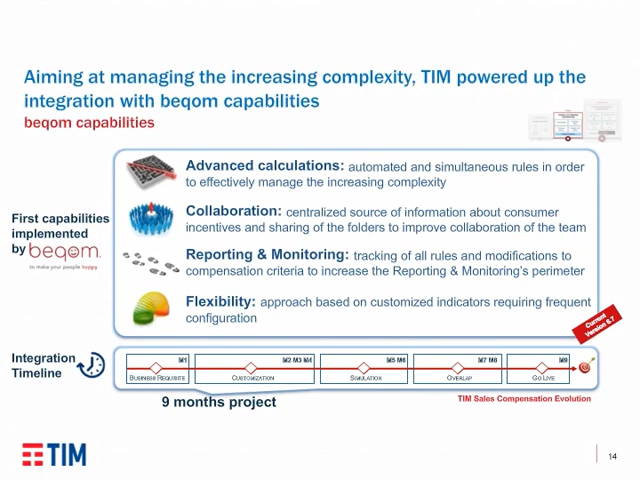 Aiming at managing the increasing complexity, TIM powered up the
integration with beqom capabilities
beqom capabilities
First capabilities
implemented
by beqom.
to make your people happy
Advanced calculations: automated and simultaneous rules in order
to effectively manage the increasing complexity
Collaboration: centralized source of information about consumer
incentives and sharing of the folders to improve collaboration of the team
Reporting & Monitoring: tracking of all rules and modifications to
compensation criteria to increase the Reporting & Monitoring's perimeter
Flexibility: approach based on customized indicators requiring frequent
configuration
Current
Version 5.7
Integration
Timeline
M1
M2 M3 M4
M5 M6
M7 M8
M9
Business Requisite
Customization
Simulation
Overlap
Go Live
9 months project
TIM Sales Compensation Evolution
TIM
14